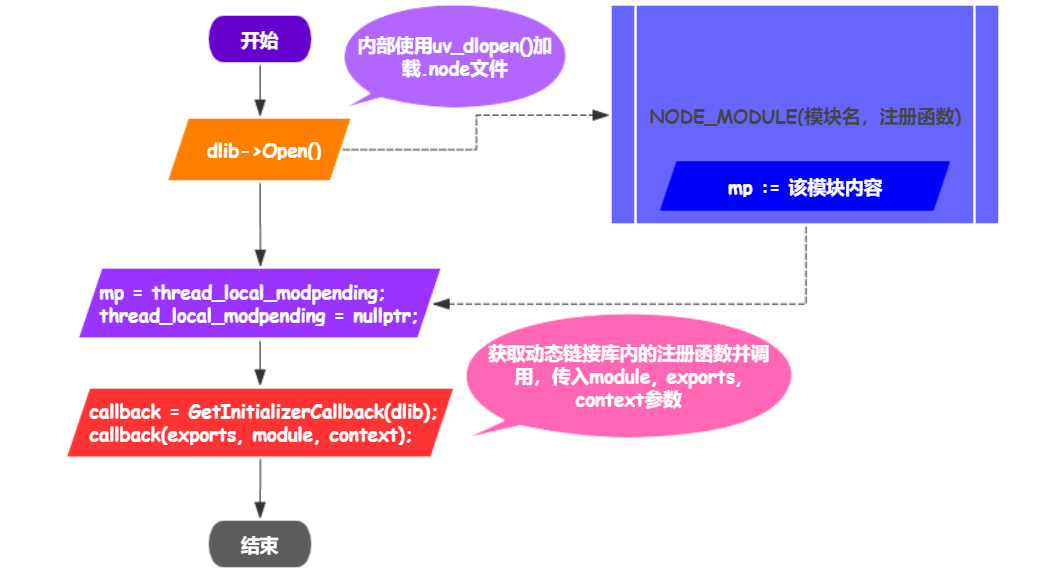 开始
内部使用uv_dlopen()加
载.node文件
dlib->Open()
NODE_MODULE(模块名，注册函数)
mp := 该模块内容
mp = thread_local_modpending;
thread_local_modpending = nullptr;
获取动态链接库内的注册函数并调
用，传入module, exports,
context参数
callback = GetInitializerCallback(dlib);
callback(exports, module, context);
结束